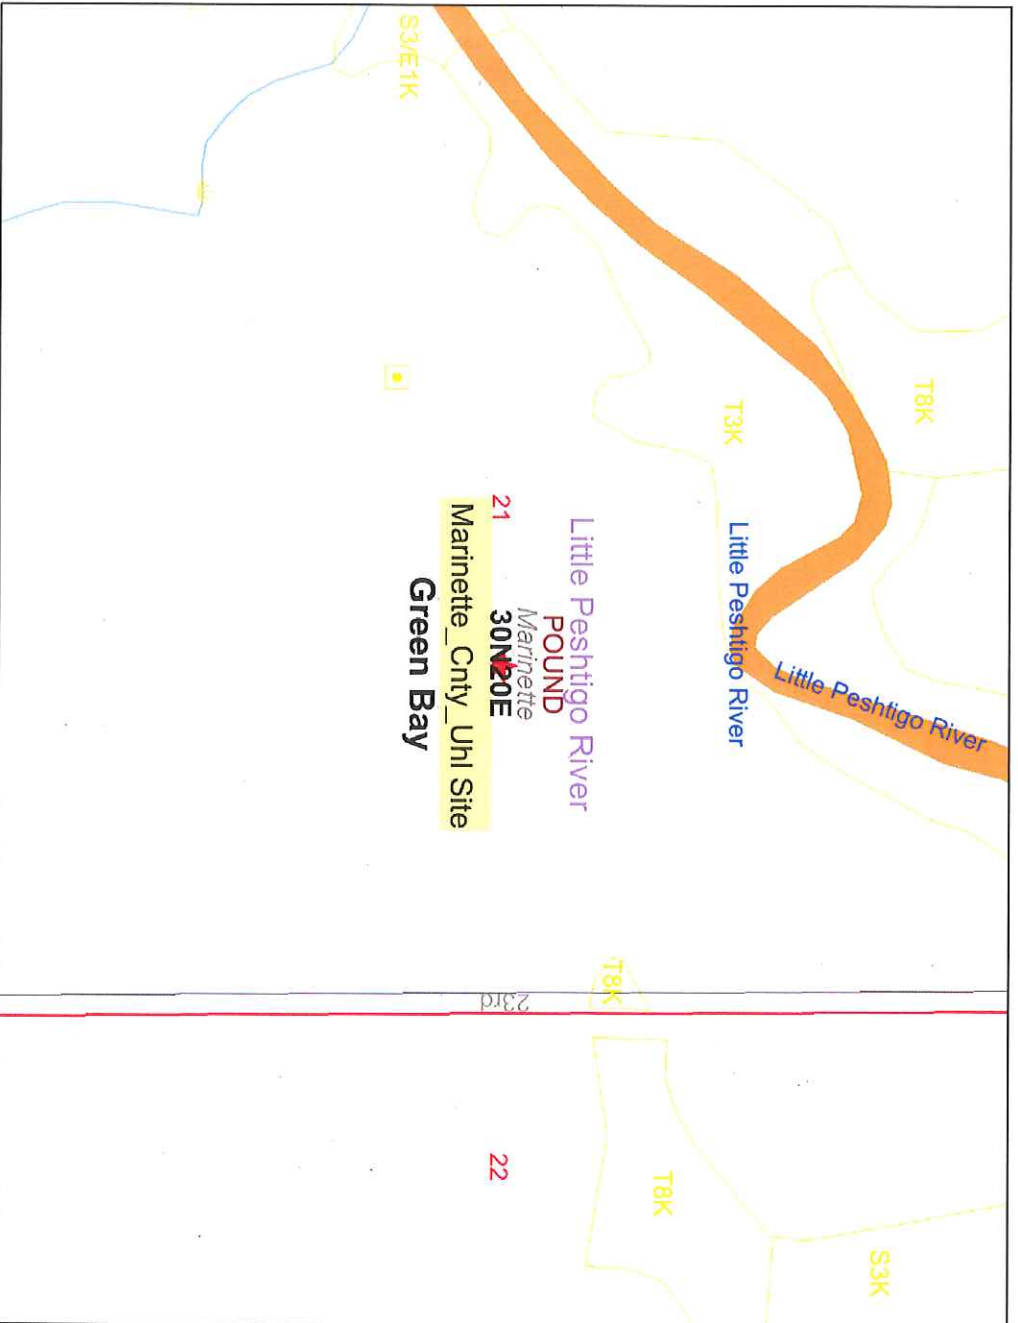 S3/E1K
T8K
T3K
Little Peshtigo River
Little Peshtigo River
Little Peshtigo River
POUND
Marinette
21
30N20E
Marinette_Cnty_Uhl Site
Green Bay
T8K
23rd
22
T8K
S3K